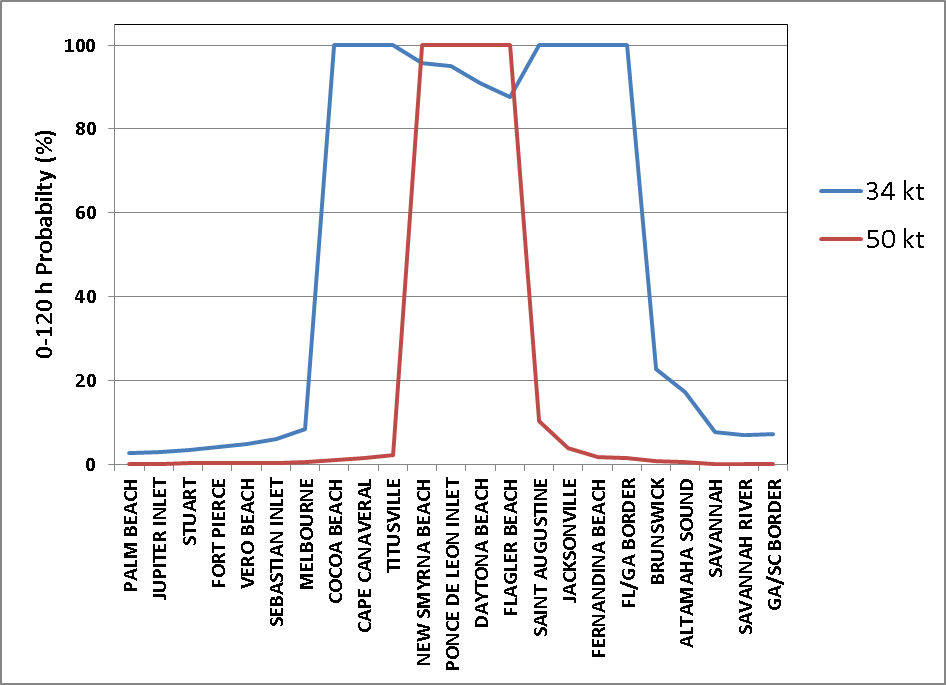 0-120 h Probabilty (%)
100
80
60
40
20
0
PALM BEACH
JUPITER INLET
STUART
FORT PIERCE
VERO BEACH
SEBASTIAN INLET
MELBOURNE
COCOA BEACH
CAPE CANAVERAL
TITUSVILLE
NEW SMYRNA BEACH
PONCE DE LEON INLET
DAYTONA BEACH
FLAGLER BEACH
SAINT AUGUSTINE
JACKSONVILLE
FERNANDINA BEACH
FL/GA BORDER
BRUNSWICK
ALTAMAHA SOUND
SAVANNAH
SAVANNAH RIVER
GA/SC BORDER
34 kt
50 kt